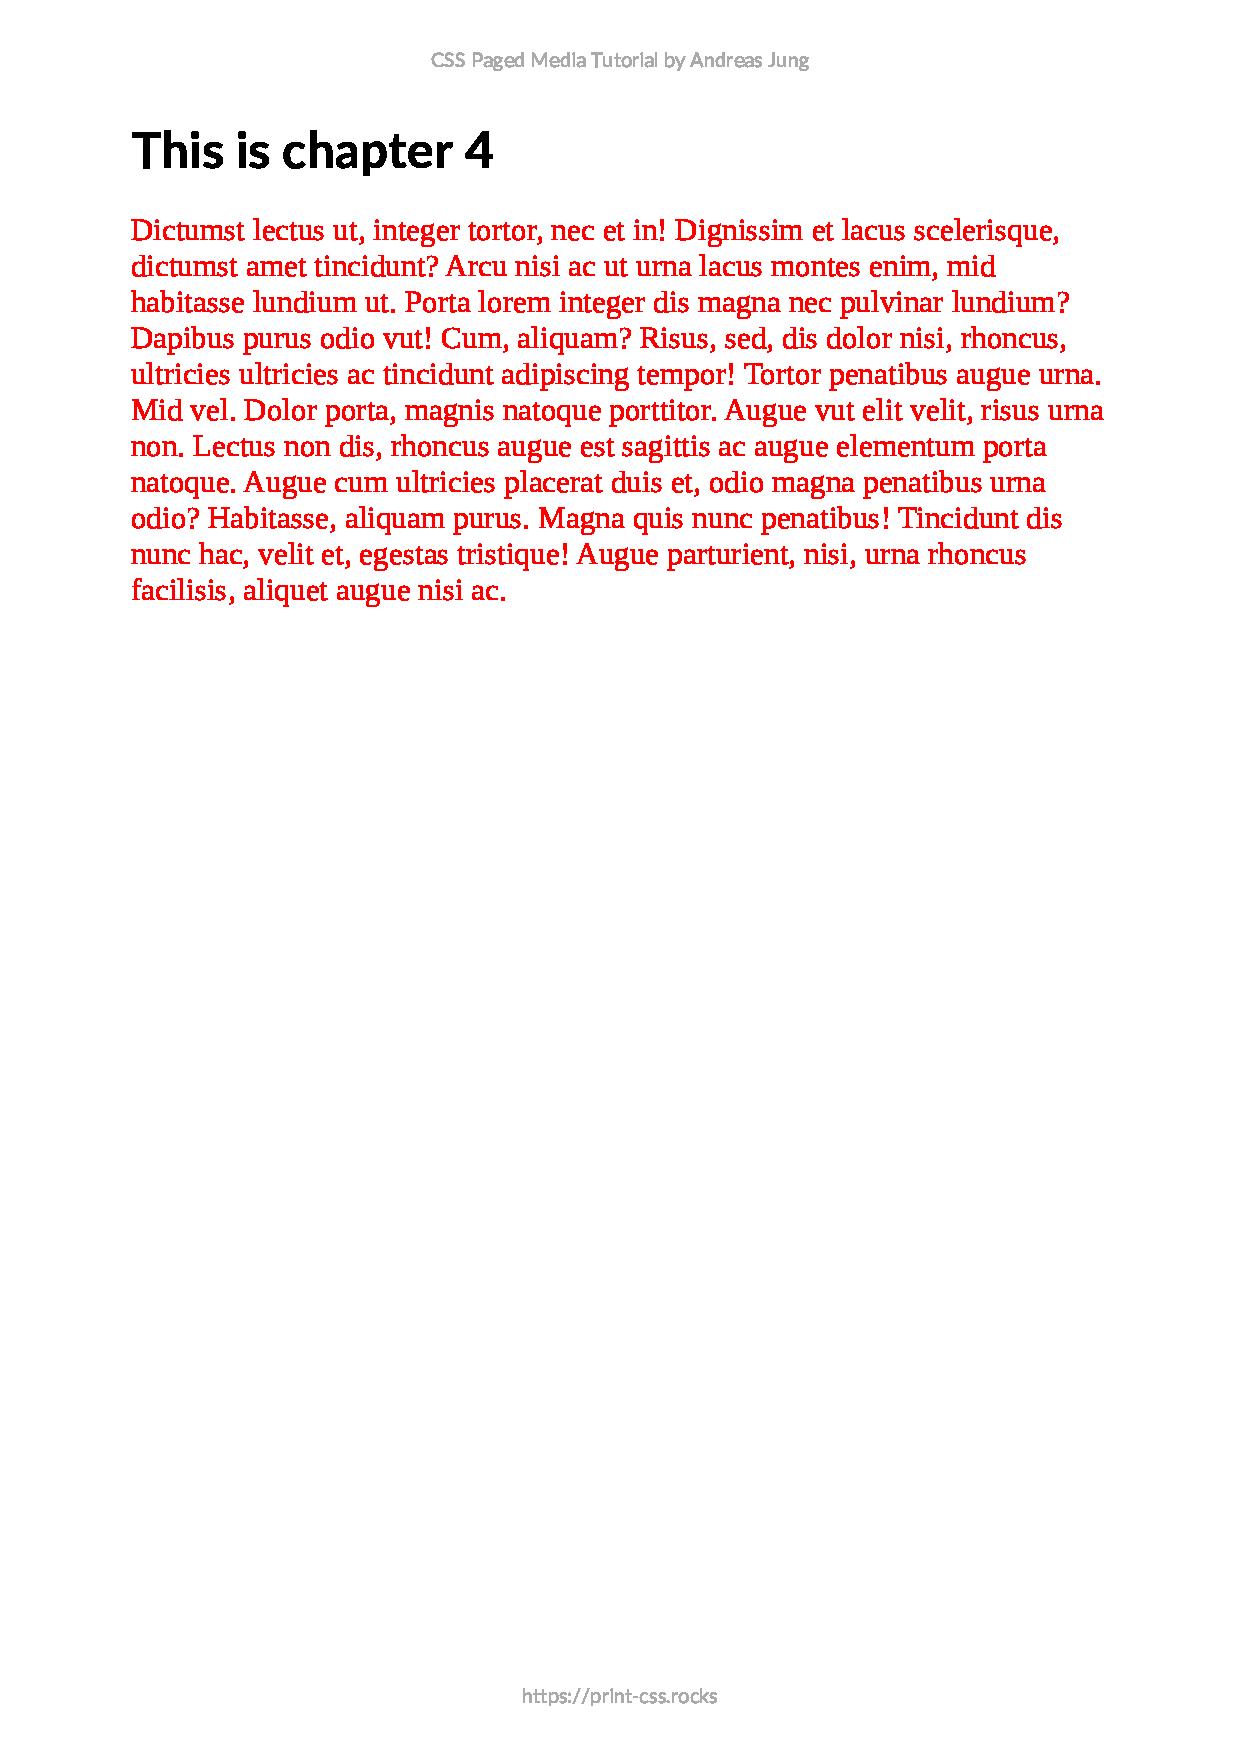 CSS Paged Media Tutorial by Andreas Jung
This is chapter 4
Dictumst lectus ut, integer tortor, nec et in! Dignissim et lacus scelerisque,
dictumst amet tincidunt? Arcu nisi ac ut urna lacus montes enim, mid
habitasse lundium ut. Porta lorem integer dis magna nec pulvinar lundium?
Dapibus purus odio vut! Cum, aliquam? Risus, sed, dis dolor nisi, rhoncus,
ultricies ultricies ac tincidunt adipiscing tempor! Tortor penatibus augue urna.
Mid vel. Dolor porta, magnis natoque porttitor. Augue vut elit velit, risus urna
non. Lectus non dis, rhoncus augue est sagittis ac augue elementum porta
natoque. Augue cum ultricies placerat duis et, odio magna penatibus urna
odio? Habitasse, aliquam purus. Magna quis nunc penatibus! Tincidunt dis
nunc hac, velit et, egestas tristique! Augue parturient, nisi, urna rhoncus
facilisis, aliquet augue nisi ac.
https://print-css.rocks